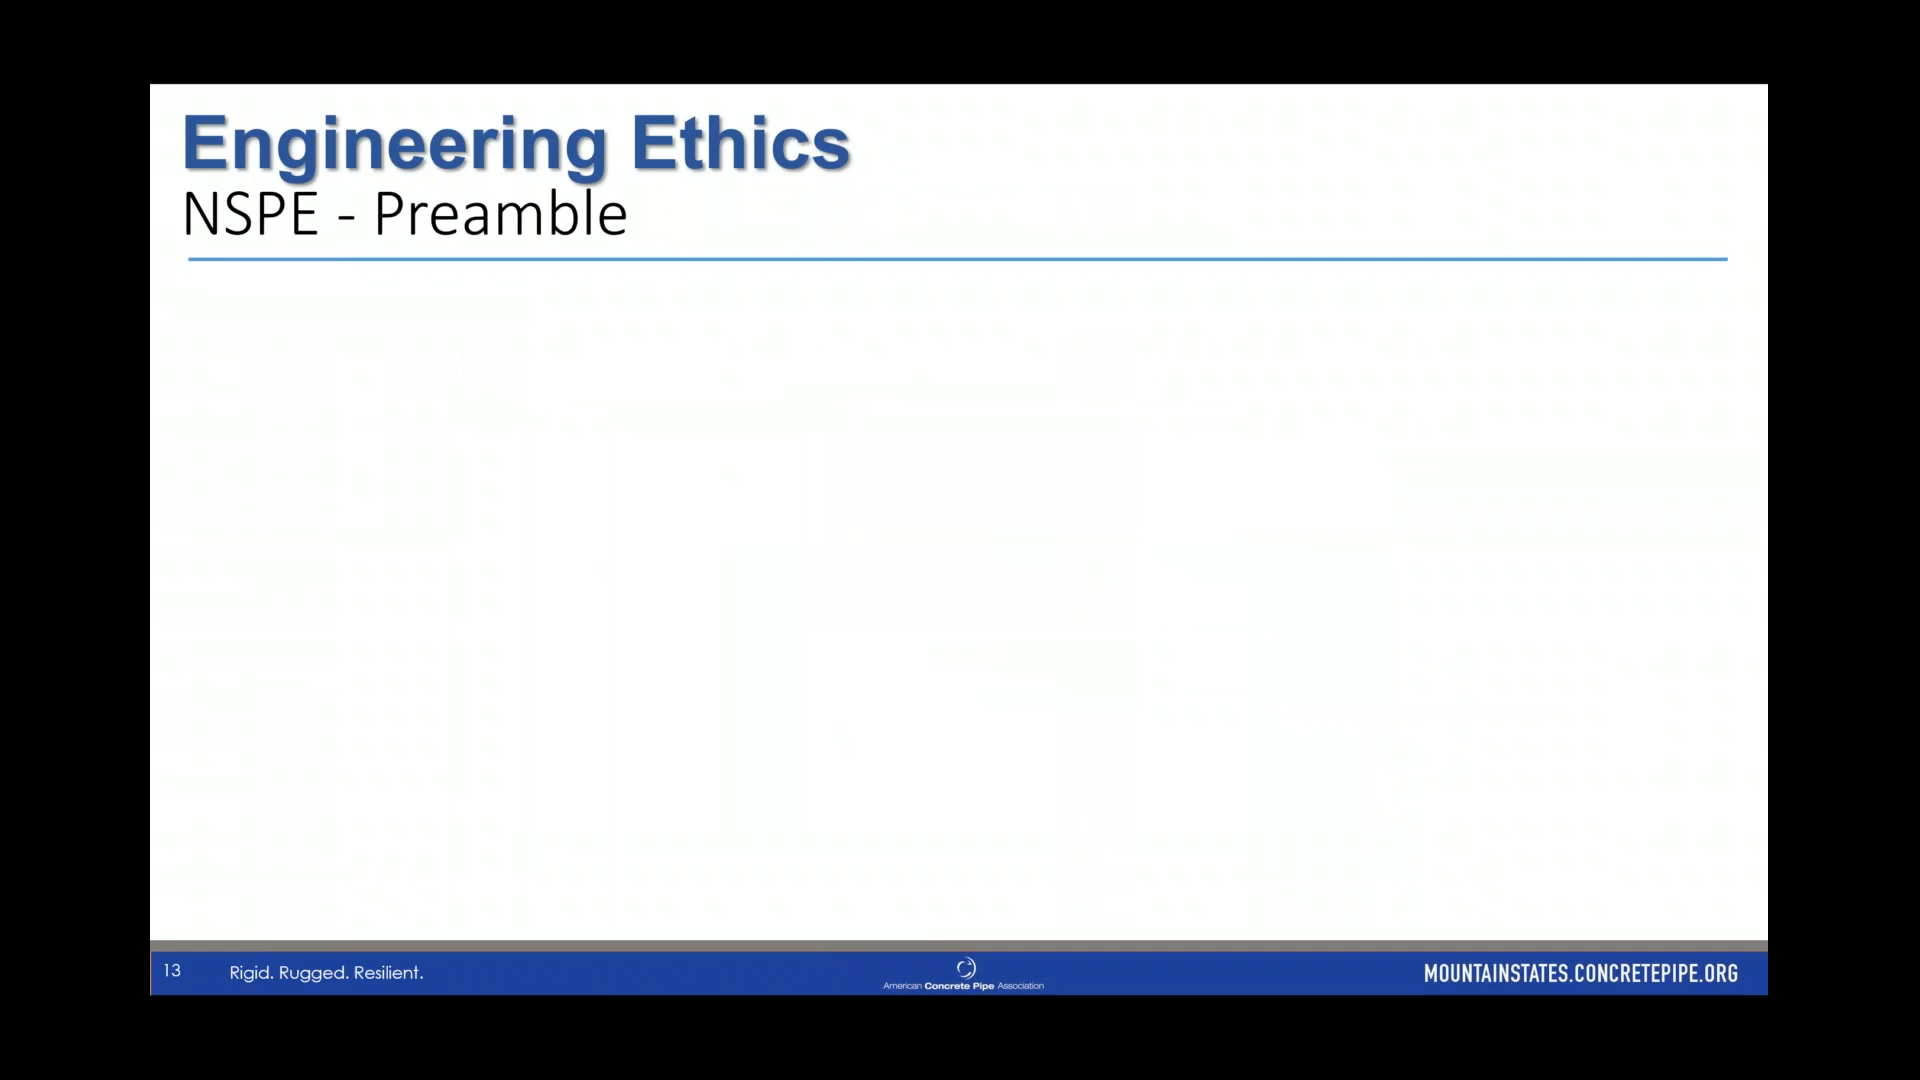 Engineering Ethics
NSPE - Preamble
13
Rigid. Rugged. Resilient.
American Concrete Pipe Association
MOUNTAINSTATES.CONCRETEPIPE.ORG